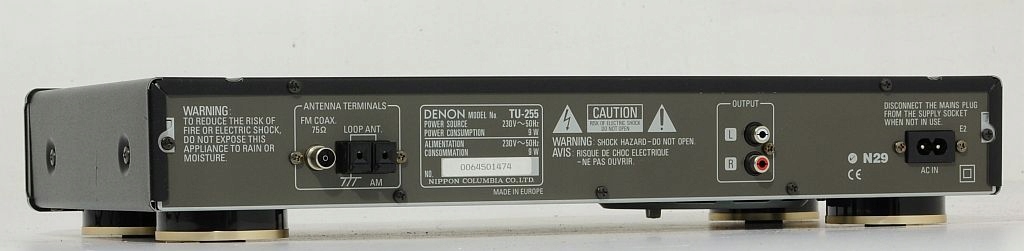 WARNING:
TO REDUCE THE RISK OF
FIRE OR ELECTRIC SHOCK,
DO NOT EXPOSE THIS
APPLIANCE TO RAIN OR
MOISTURE.
ANTENNA TERMINALS
FM COAX.
75Ω
LOOP ANT.
AM
DENON MODEL No. TU-255
POWER SOURCE 230V～50Hz
POWER CONSUMPTION 9 W
ALIMENTATION 230V～50Hz
CONSOMMATION 9 W
NO. 0064501474
NIPPON COLUMBIA CO.,LTD.
MADE IN EUROPE
CAUTION
RISK OF ELECTRIC SHOCK
DO NOT OPEN
WARNING: SHOCK HAZARD-DO NOT OPEN.
AVIS: RISQUE DE CHOC ELECTRIQUE
-NE PAS OUVRIR.
OUTPUT
L
R
DISCONNECT THE MAINS PLUG
FROM THE SUPPLY SOCKET
WHEN NOT IN USE.
E2
N29
CE
AC IN